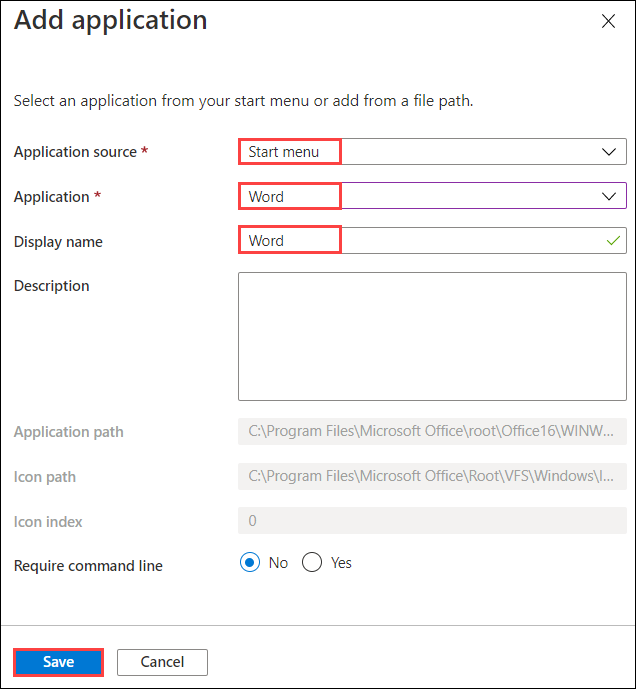 Add application
Select an application from your start menu or add from a file path.
Application source * Start menu
Application * Word
Display name Word
Description
Application path C:\Program Files\Microsoft Office\root\Office16\WINW...
Icon path C:\Program Files\Microsoft Office\Root\VFS\Windows\I...
Icon index 0
Require command line No Yes
Save Cancel